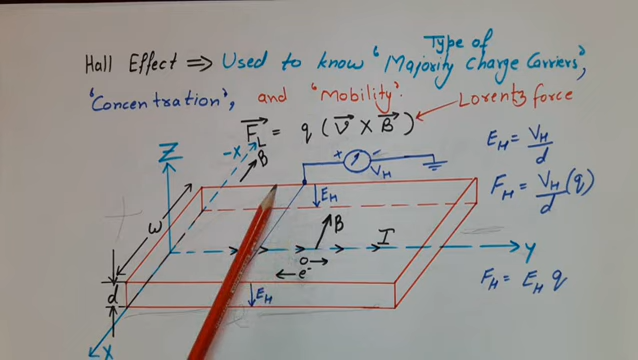 Type of
Hall Effect ⇒ Used to know "Majority Charge Carriers",
"Concentration", and "Mobility".
Lorentz force
F_L = q (V × B)
E_H = V_H/d
F_H = V_H/d (q)
F_H = E_H q
Z
-X
B
+ -
V_H
E_H
B
I
Y
w
o →
← e⁻
d
E_H
X